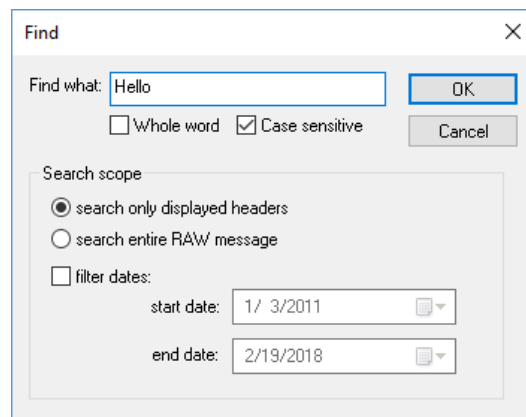 Find
Find what: Hello
OK
Whole word Case sensitive
Cancel
Search scope
search only displayed headers
search entire RAW message
filter dates:
start date: 1/ 3/2011
end date: 2/19/2018